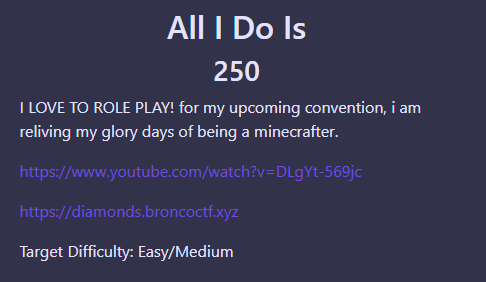 All I Do Is
250
I LOVE TO ROLE PLAY! for my upcoming convention, i am
reliving my glory days of being a minecrafter.
https://www.youtube.com/watch?v=DLgYt-569jc
https://diamonds.broncoctf.xyz
Target Difficulty: Easy/Medium